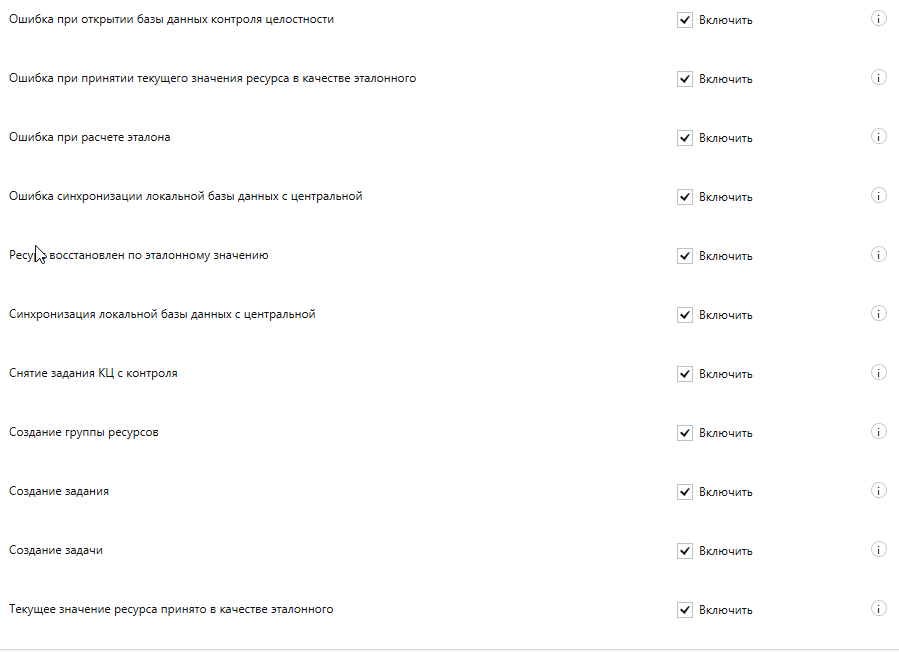 Ошибка при открытии базы данных контроля целостности Включить
Ошибка при принятии текущего значения ресурса в качестве эталонного Включить
Ошибка при расчете эталона Включить
Ошибка синхронизации локальной базы данных с центральной Включить
Ресурс восстановлен по эталонному значению Включить
Синхронизация локальной базы данных с центральной Включить
Снятие задания КЦ с контроля Включить
Создание группы ресурсов Включить
Создание задания Включить
Создание задачи Включить
Текущее значение ресурса принято в качестве эталонного Включить